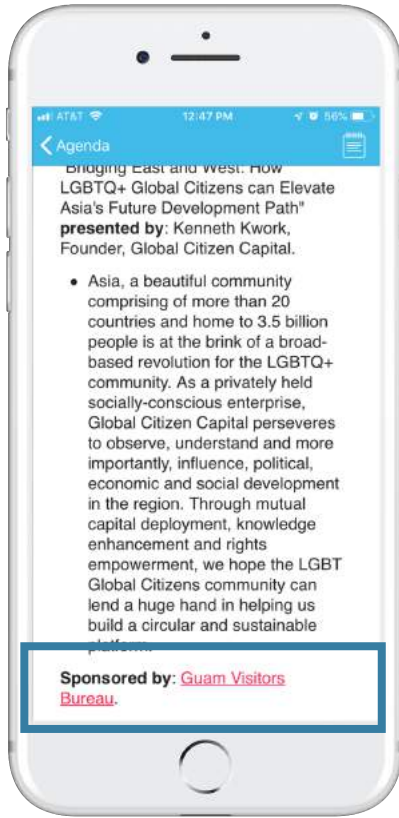 AT&T 12:47 PM 56%
Agenda
"Bridging East and West: How
LGBTQ+ Global Citizens can Elevate
Asia's Future Development Path"
presented by: Kenneth Kwork,
Founder, Global Citizen Capital.
• Asia, a beautiful community
comprising of more than 20
countries and home to 3.5 billion
people is at the brink of a broad-
based revolution for the LGBTQ+
community. As a privately held
socially-conscious enterprise,
Global Citizen Capital perseveres
to observe, understand and more
importantly, influence, political,
economic and social development
in the region. Through mutual
capital deployment, knowledge
enhancement and rights
empowerment, we hope the LGBT
Global Citizens community can
lend a huge hand in helping us
build a circular and sustainable
platform.
Sponsored by: Guam Visitors
Bureau.